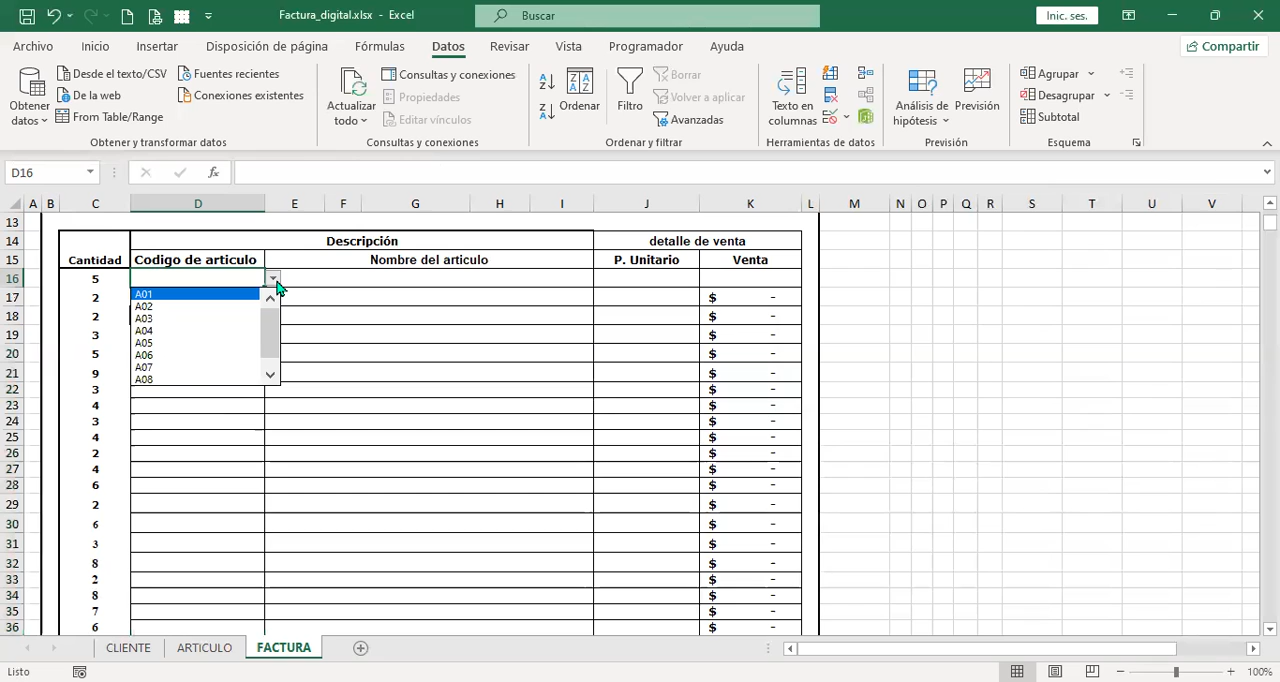 Factura_digital.xlsx - Excel
Buscar
Inic. ses.
Archivo Inicio Insertar Disposición de página Fórmulas Datos Revisar Vista Programador Ayuda
Compartir
Obtener datos
Desde el texto/CSV
De la web
From Table/Range
Fuentes recientes
Conexiones existentes
Obtener y transformar datos
Actualizar todo
Consultas y conexiones
Propiedades
Editar vínculos
Consultas y conexiones
Ordenar
Filtro
Borrar
Volver a aplicar
Avanzadas
Ordenar y filtrar
Texto en columnas
Herramientas de datos
Análisis de hipótesis
Previsión
Previsión
Agrupar
Desagrupar
Subtotal
Esquema
D16
fx
A B C D E F G H I J K L M N O P Q R S T U V
13
14 Descripción detalle de venta
15 Cantidad Codigo de articulo Nombre del articulo P. Unitario Venta
16 5
A01
A02
A03
A04
A05
A06
A07
A08
17 2 $ -
18 2 $ -
19 3 $ -
20 5 $ -
21 9 $ -
22 3 $ -
23 4 $ -
24 3 $ -
25 4 $ -
26 2 $ -
27 4 $ -
28 6 $ -
29 2 $ -
30 6 $ -
31 3 $ -
32 8 $ -
33 2 $ -
34 8 $ -
35 7 $ -
36 6 $ -
CLIENTE ARTICULO FACTURA
Listo
100%